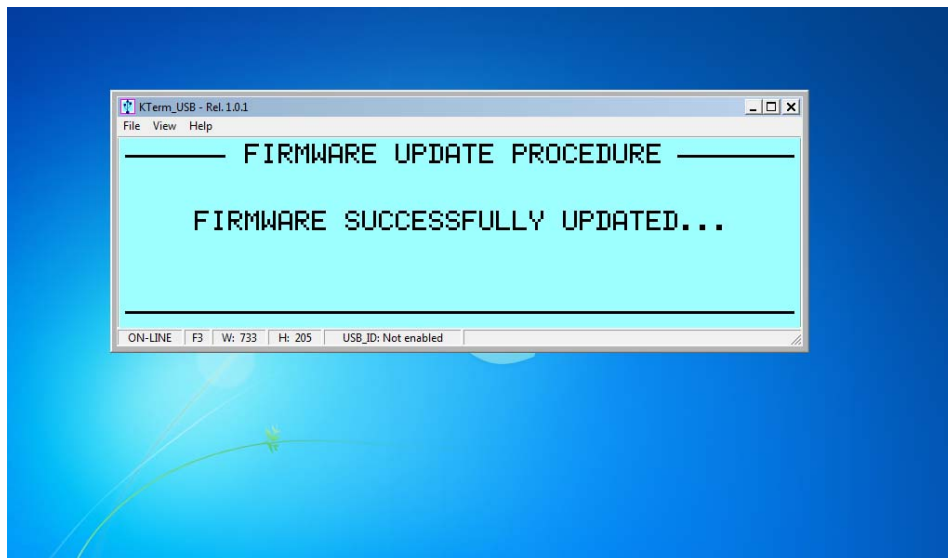 KTerm_USB - Rel. 1.0.1
File View Help
FIRMWARE UPDATE PROCEDURE
FIRMWARE SUCCESSFULLY UPDATED...
ON-LINE F3 W: 733 H: 205 USB_ID: Not enabled